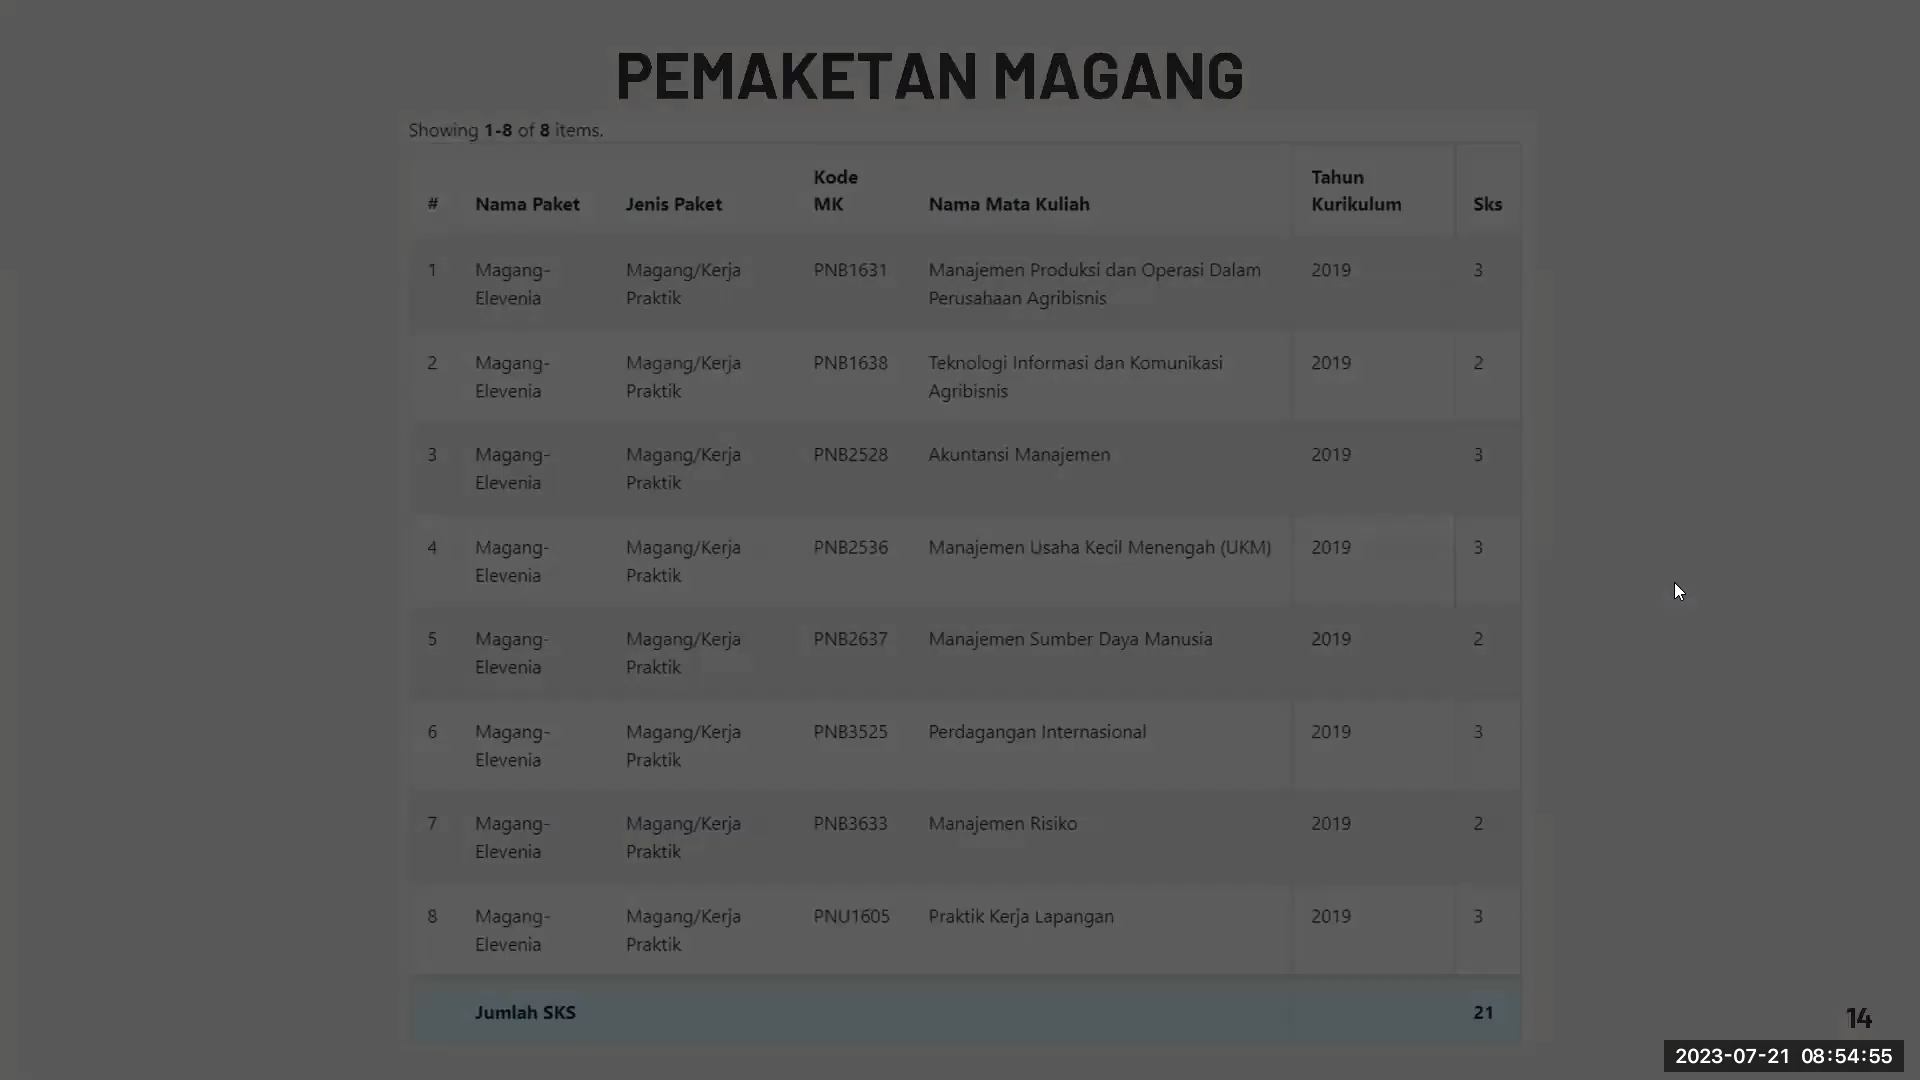 PEMAKETAN MAGANG
Showing 1-8 of 8 items.
# Nama Paket Jenis Paket Kode MK Nama Mata Kuliah Tahun Kurikulum Sks
1 Magang- Magang/Kerja PNB1631 Manajemen Produksi dan Operasi Dalam 2019 3
Elevenia Praktik Perusahaan Agribisnis
2 Magang- Magang/Kerja PNB1638 Teknologi Informasi dan Komunikasi 2019 2
Elevenia Praktik Agribisnis
3 Magang- Magang/Kerja PNB2528 Akuntansi Manajemen 2019 3
Elevenia Praktik
4 Magang- Magang/Kerja PNB2536 Manajemen Usaha Kecil Menengah (UKM) 2019 3
Elevenia Praktik
5 Magang- Magang/Kerja PNB2637 Manajemen Sumber Daya Manusia 2019 2
Elevenia Praktik
6 Magang- Magang/Kerja PNB3525 Perdagangan Internasional 2019 3
Elevenia Praktik
7 Magang- Magang/Kerja PNB3633 Manajemen Risiko 2019 2
Elevenia Praktik
8 Magang- Magang/Kerja PNU1605 Praktik Kerja Lapangan 2019 3
Elevenia Praktik
Jumlah SKS 21
14
2023-07-21 08:54:55